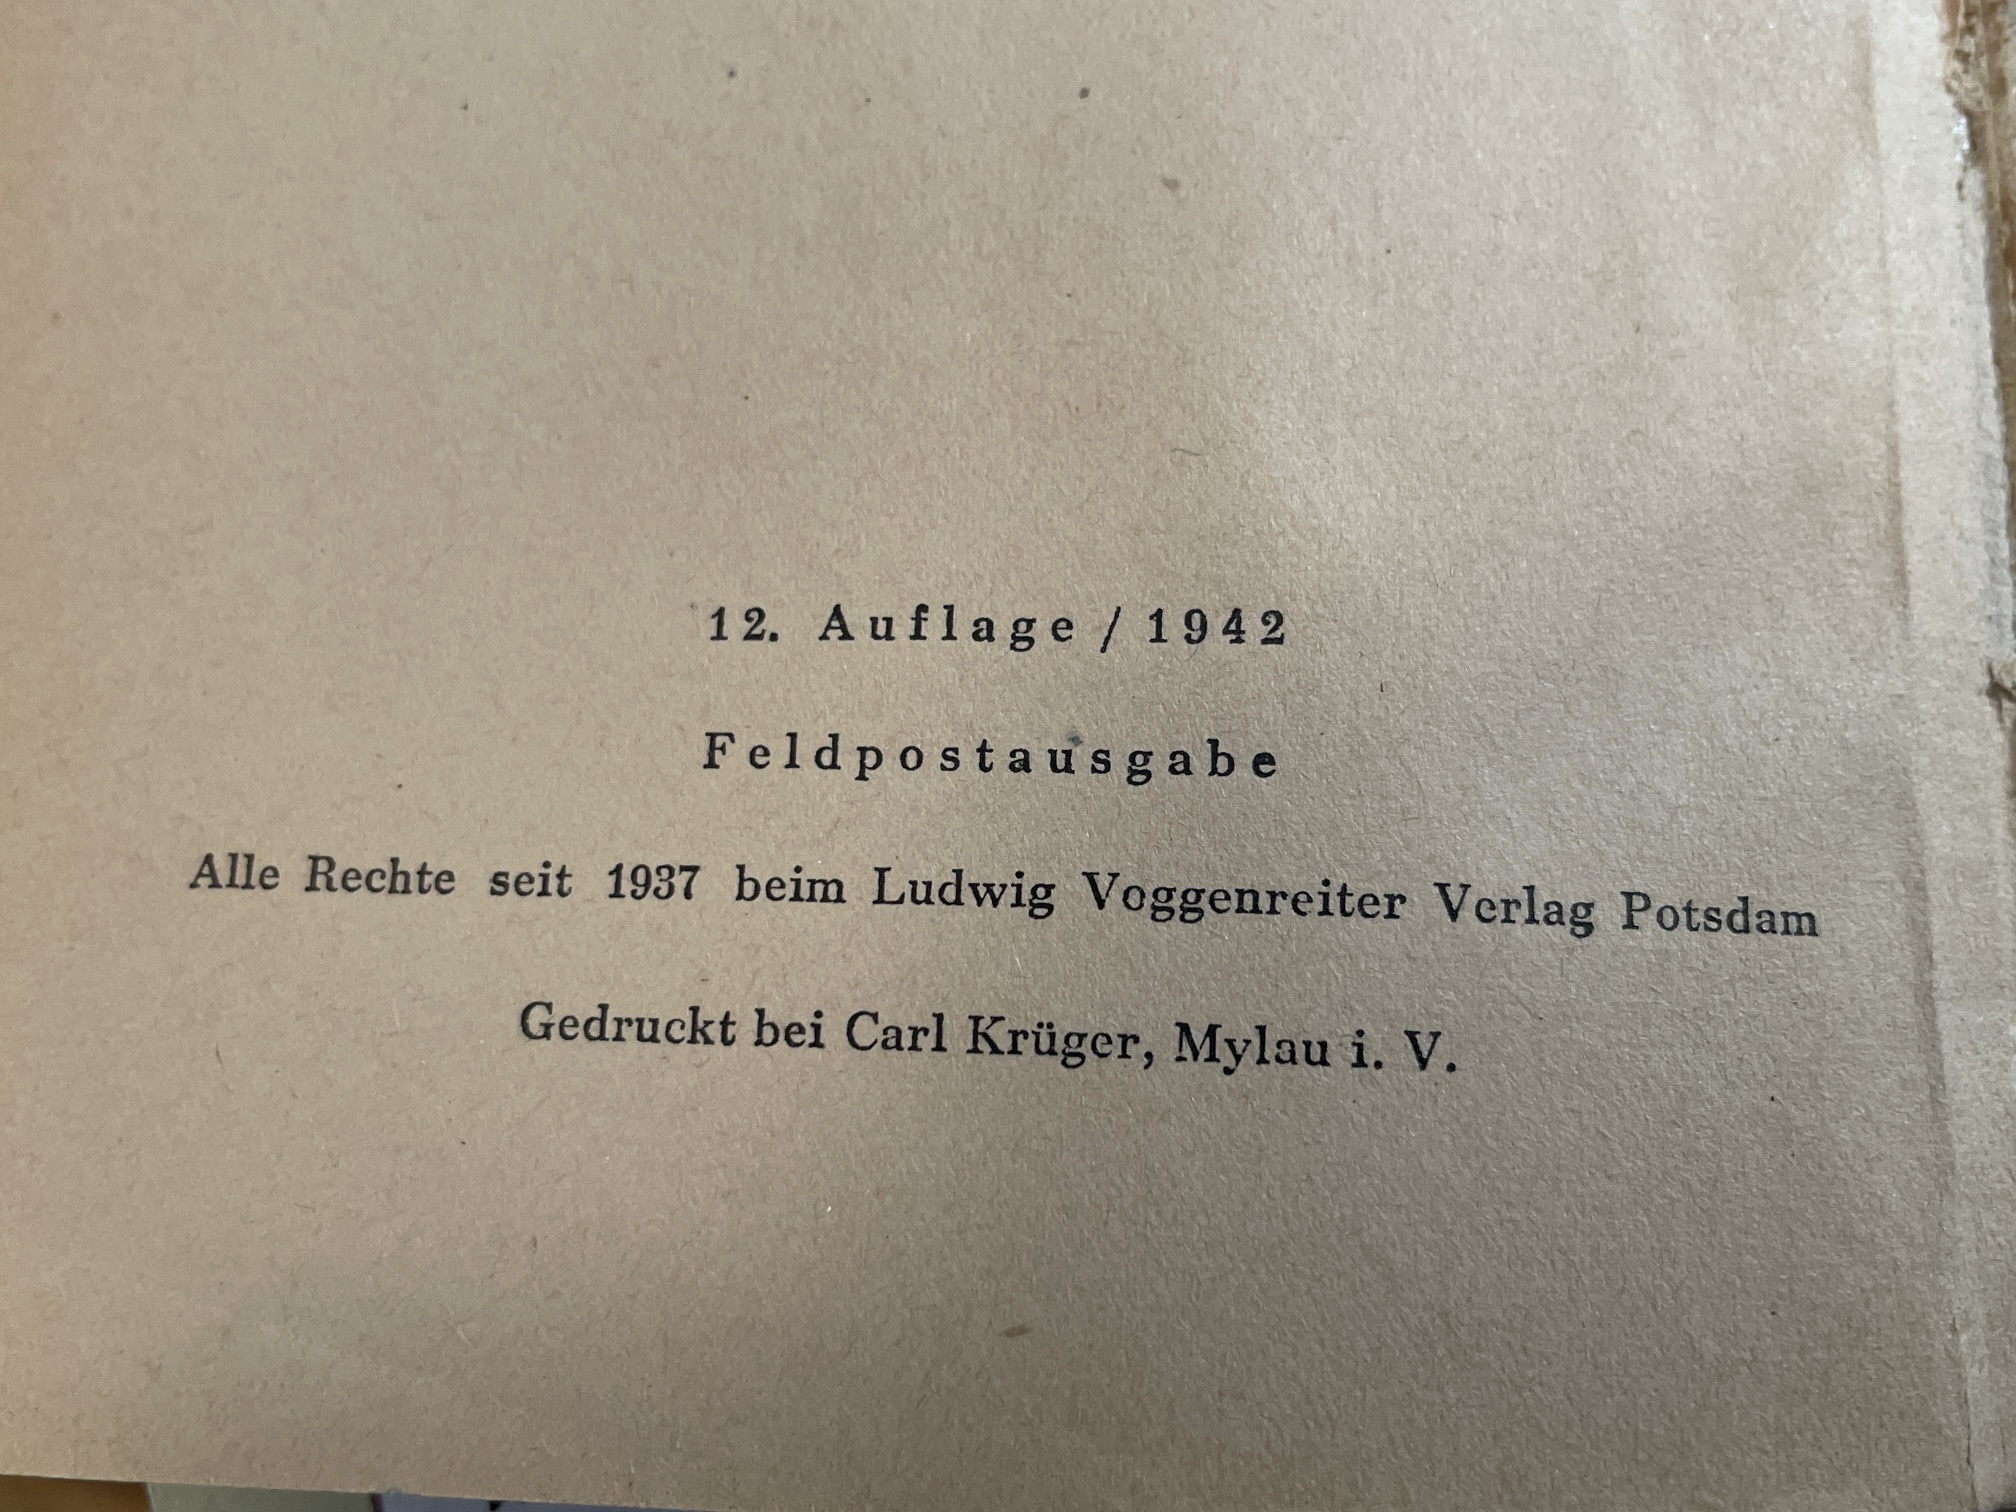 12. Auflage / 1942
Feldpostausgabe
Alle Rechte seit 1937 beim Ludwig Voggenreiter Verlag Potsdam
Gedruckt bei Carl Krüger, Mylau i. V.